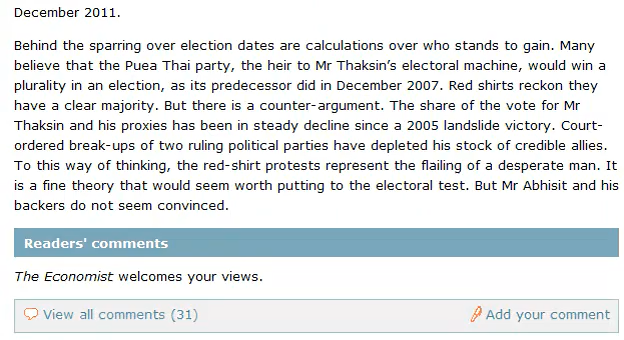 December 2011.
Behind the sparring over election dates are calculations over who stands to gain. Many
believe that the Puea Thai party, the heir to Mr Thaksin’s electoral machine, would win a
plurality in an election, as its predecessor did in December 2007. Red shirts reckon they
have a clear majority. But there is a counter-argument. The share of the vote for Mr
Thaksin and his proxies has been in steady decline since a 2005 landslide victory. Court-
ordered break-ups of two ruling political parties have depleted his stock of credible allies.
To this way of thinking, the red-shirt protests represent the flailing of a desperate man. It
is a fine theory that would seem worth putting to the electoral test. But Mr Abhisit and his
backers do not seem convinced.
Readers' comments
The Economist welcomes your views.
View all comments (31) Add your comment